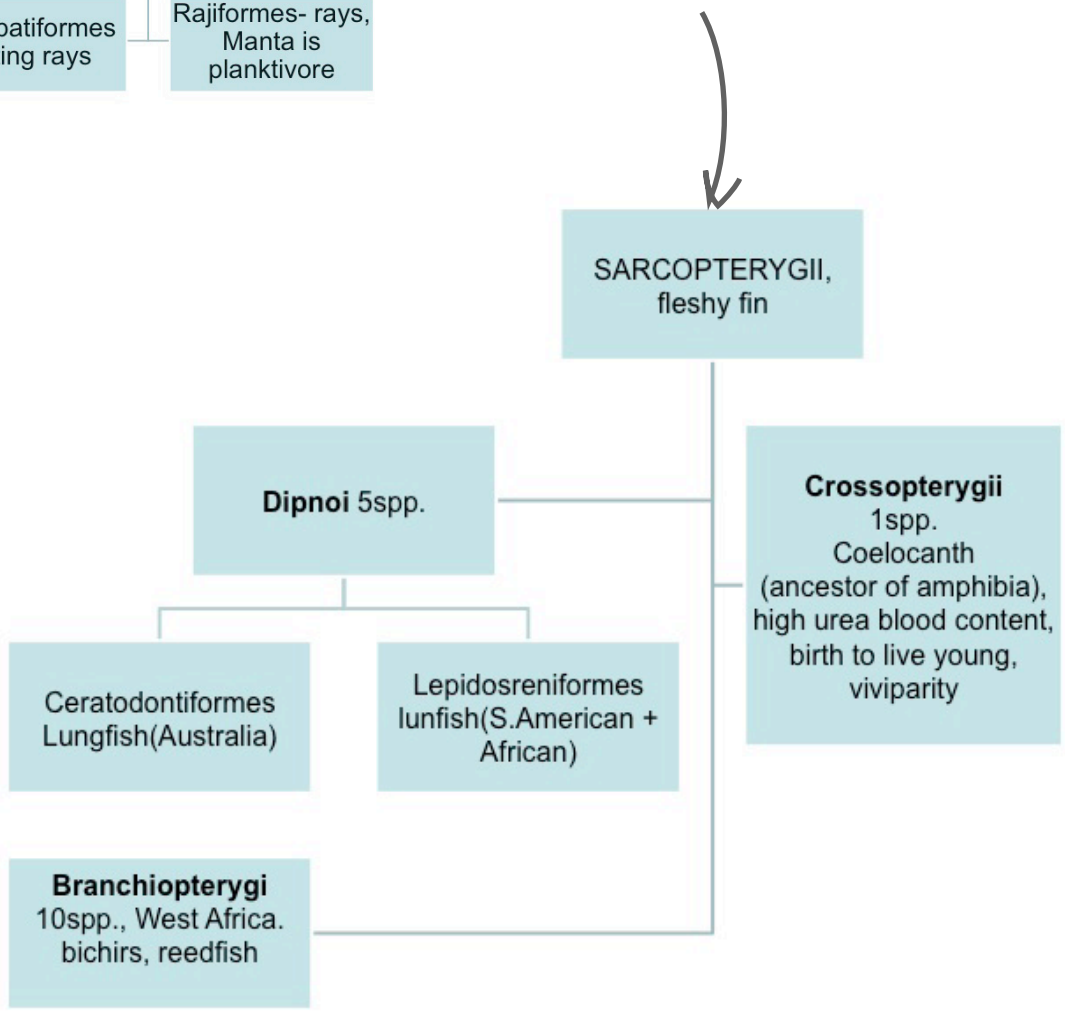 patiformes
ing rays
Rajiformes- rays,
Manta is
planktivore
SARCOPTERYGII,
fleshy fin
Dipnoi 5spp.
Crossopterygii
1spp.
Coelocanth
(ancestor of amphibia),
high urea blood content,
birth to live young,
viviparity
Ceratodontiformes
Lungfish(Australia)
Lepidosreniformes
lunfish(S.American +
African)
Branchiopterygi
10spp., West Africa.
bichirs, reedfish